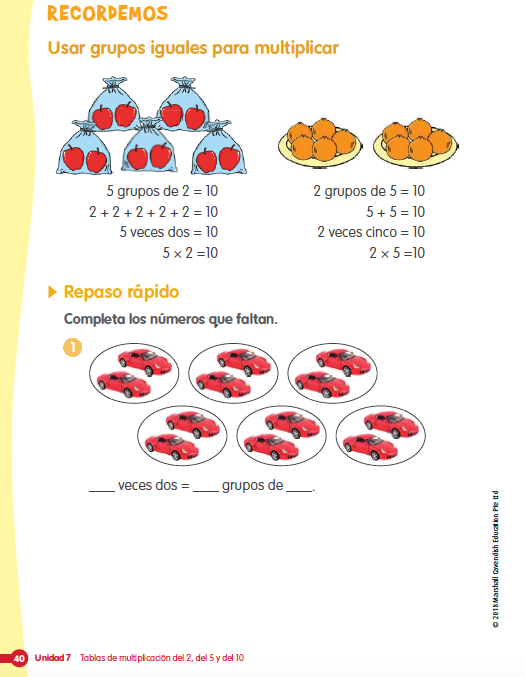 RECORDEMOS
Usar grupos iguales para multiplicar
5 grupos de 2 = 10
2 + 2 + 2 + 2 + 2 = 10
5 veces dos = 10
5 × 2 =10
2 grupos de 5 = 10
5 + 5 = 10
2 veces cinco = 10
2 × 5 =10
Repaso rápido
Completa los números que faltan.
1
____ veces dos = ____ grupos de ____.
© 2018 Marshall Cavendish Education Pte Ltd
40 Unidad 7 Tablas de multiplicación del 2, del 5 y del 10